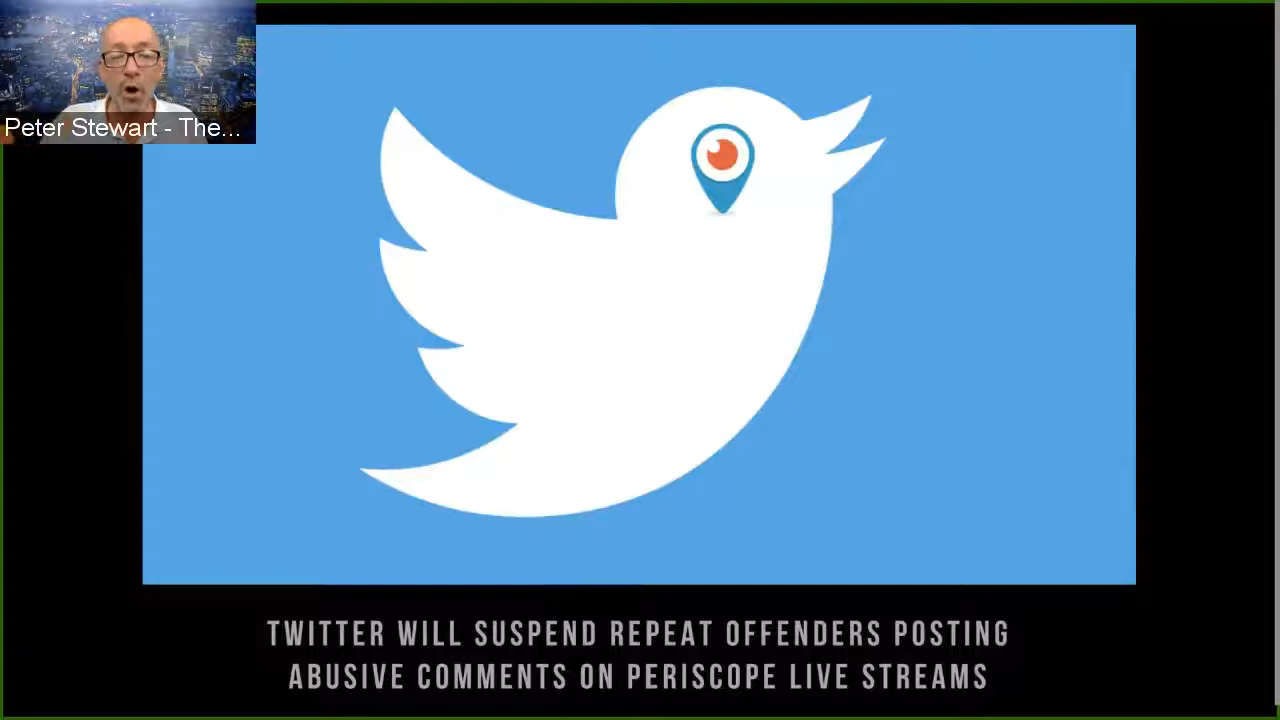 Peter Stewart - The...
TWITTER WILL SUSPEND REPEAT OFFENDERS POSTING
ABUSIVE COMMENTS ON PERISCOPE LIVE STREAMS